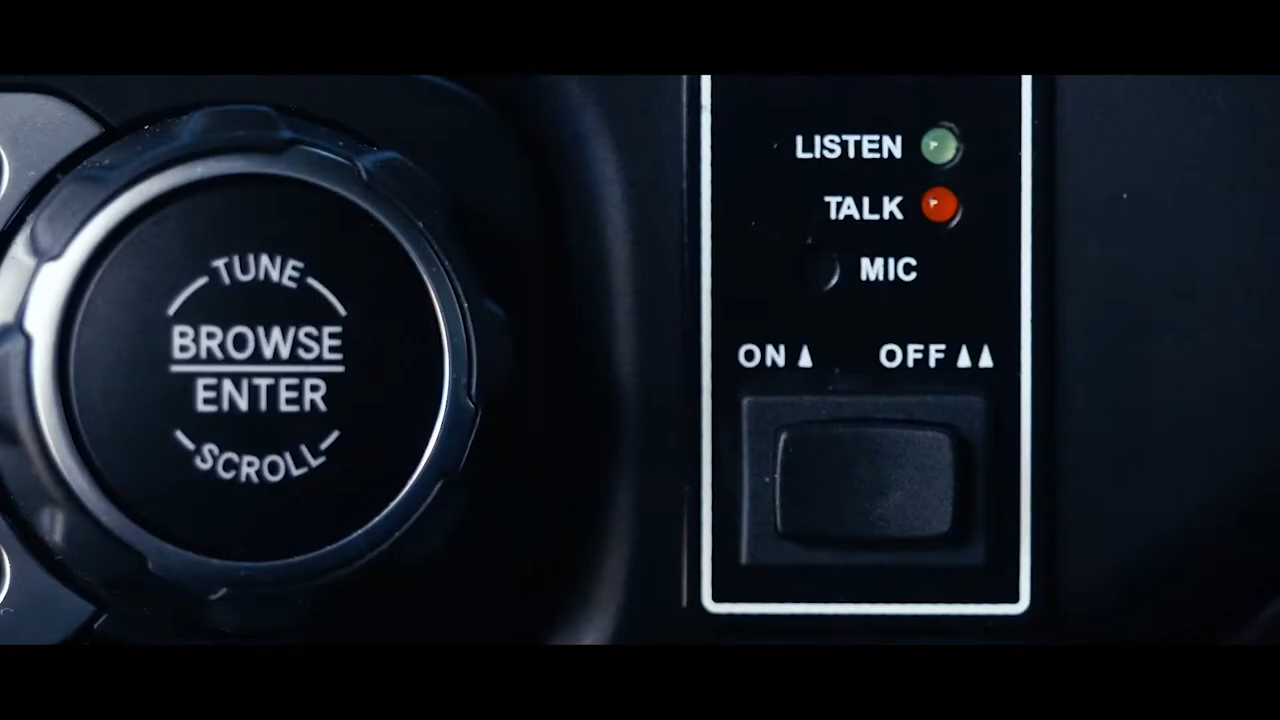 TUNE
BROWSE
ENTER
SCROLL
LISTEN
TALK
MIC
ON OFF